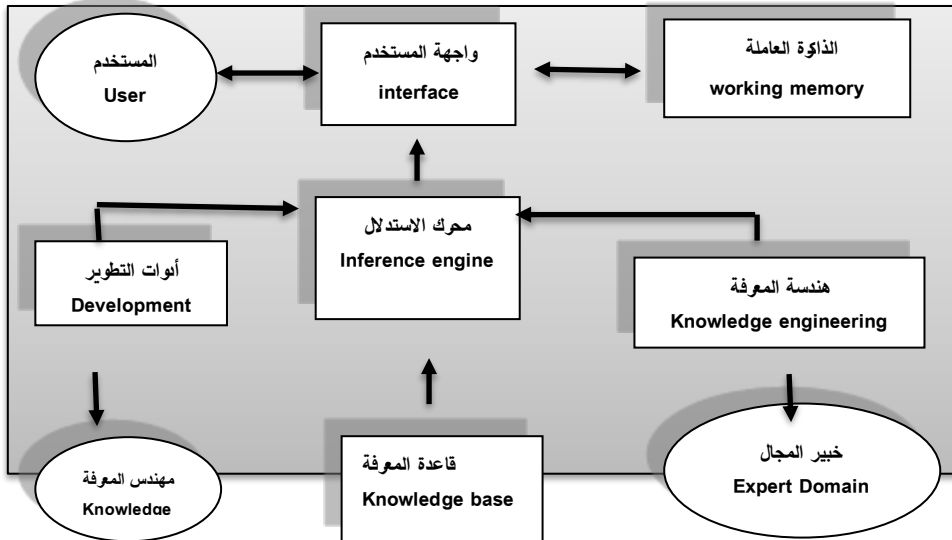 المستخدم
User
واجهة المستخدم
interface
الذاكرة العاملة
working memory
محرك الاستدلال
Inference engine
أدوات التطوير
Development
هندسة المعرفة
Knowledge engineering
مهندس المعرفة
Knowledge
قاعدة المعرفة
Knowledge base
خبير المجال
Expert Domain